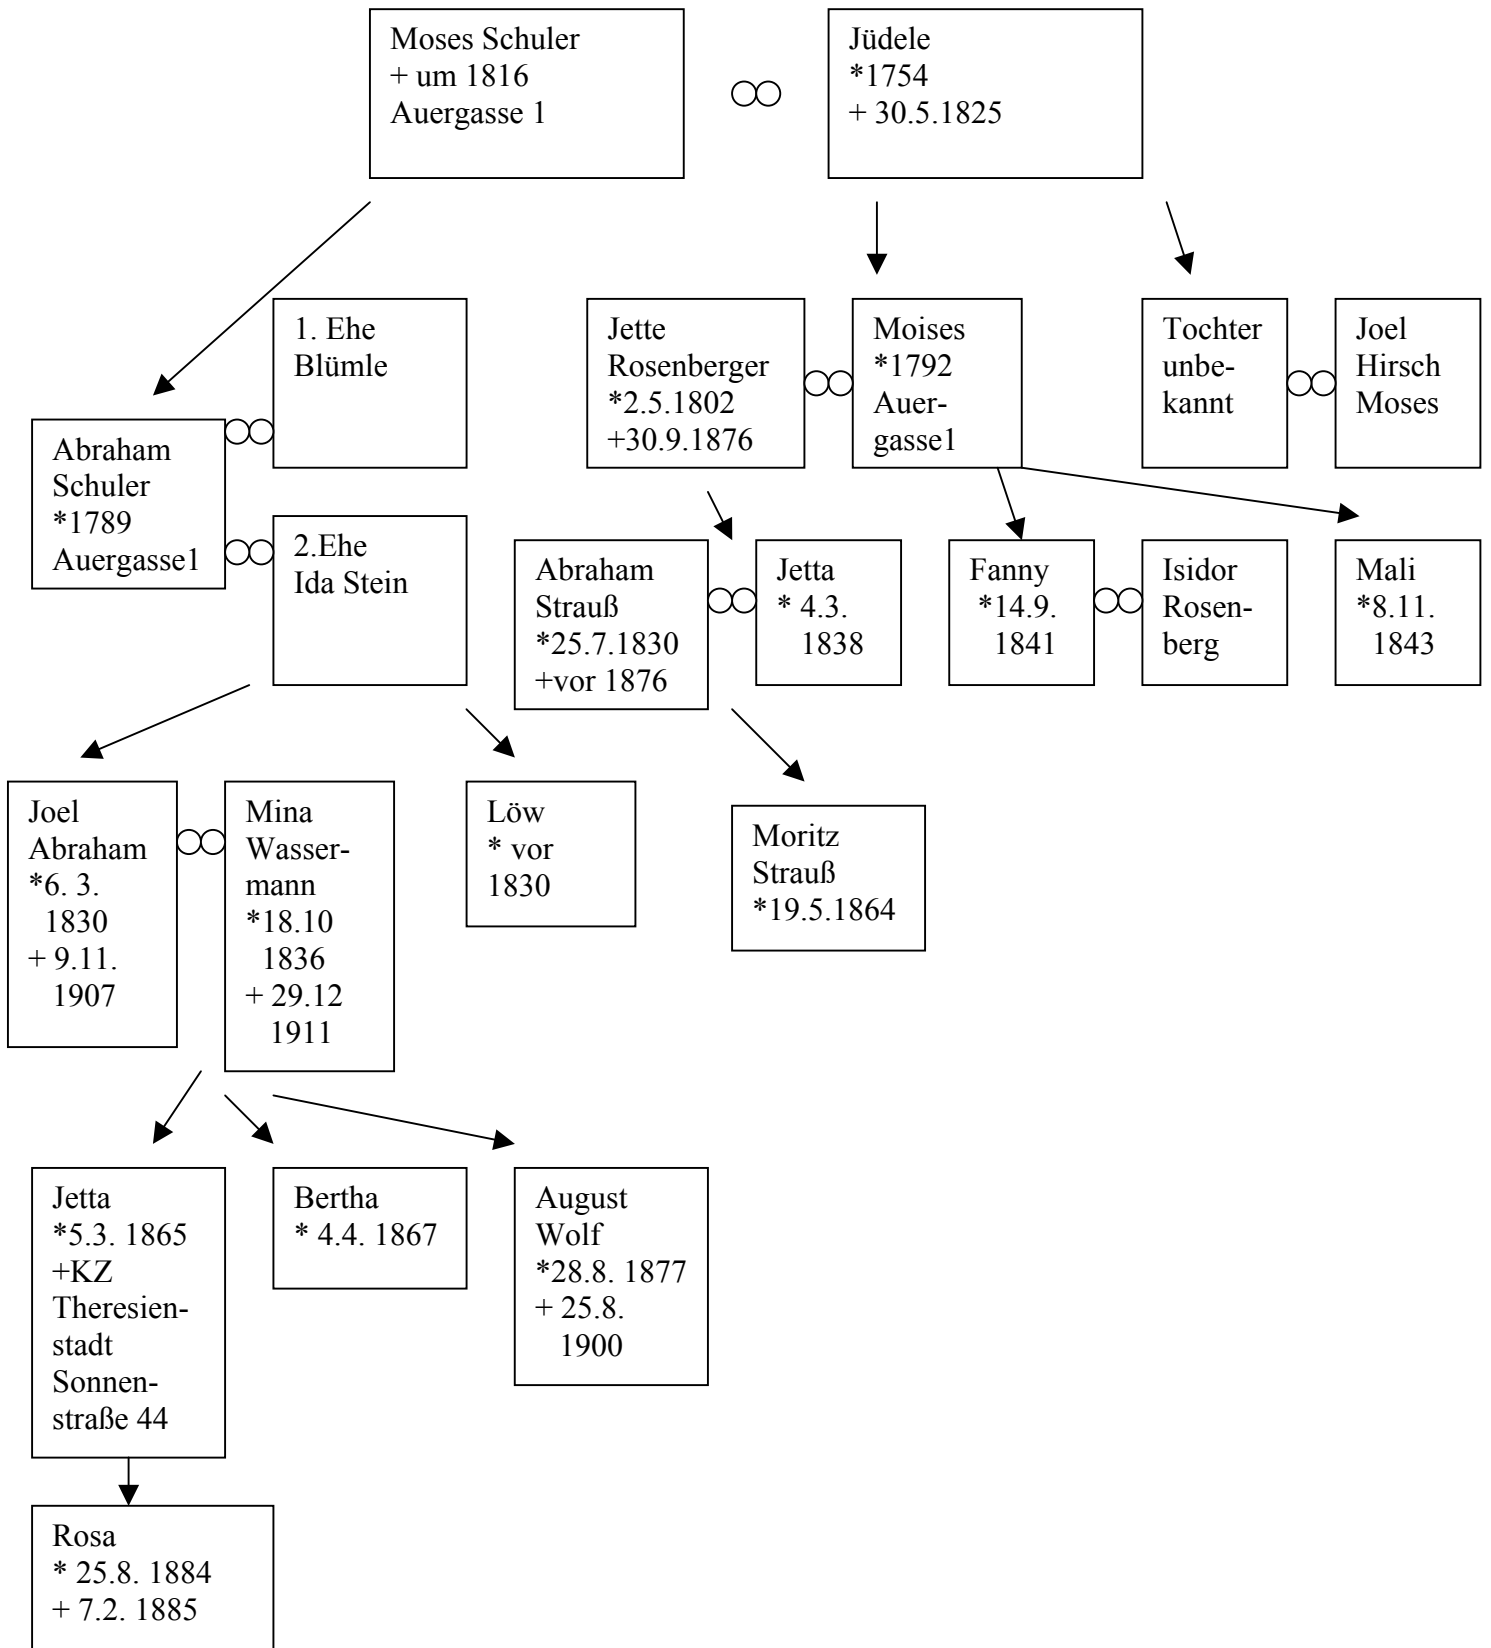 Moses Schuler
+ um 1816
Auergasse 1
Jüdele
*1754
+ 30.5.1825
1. Ehe
Blümle
Jette
Rosenberger
*2.5.1802
+30.9.1876
Moises
*1792
Auer-
gasse1
Tochter
unbe-
kannt
Joel
Hirsch
Moses
Abraham
Schuler
*1789
Auergasse1
2.Ehe
Ida Stein
Abraham
Strauß
*25.7.1830
+vor 1876
Jetta
* 4.3.
1838
Fanny
*14.9.
1841
Isidor
Rosen-
berg
Mali
*8.11.
1843
Joel
Abraham
*6. 3.
1830
+ 9.11.
1907
Mina
Wasser-
mann
*18.10
1836
+ 29.12
1911
Löw
* vor
1830
Moritz
Strauß
*19.5.1864
Jetta
*5.3. 1865
+KZ
Theresien-
stadt
Sonnen-
straße 44
Bertha
* 4.4. 1867
August
Wolf
*28.8. 1877
+ 25.8.
1900
Rosa
* 25.8. 1884
+ 7.2. 1885